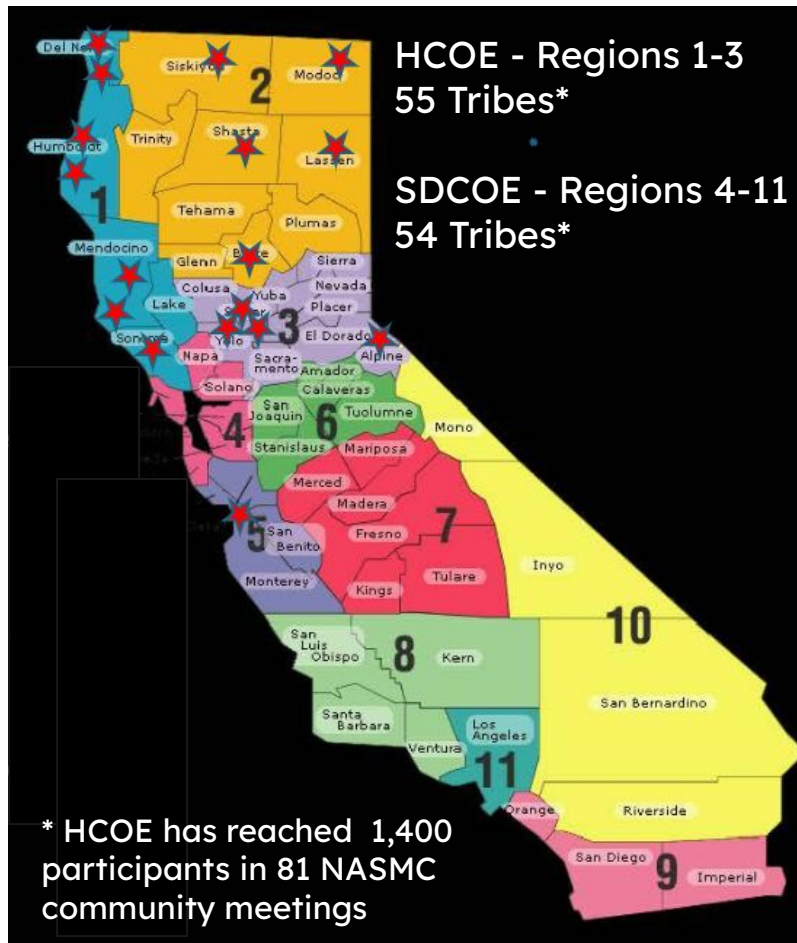 HCOE - Regions 1-3
55 Tribes*
SDCOE - Regions 4-11
54 Tribes*
Del
Siskiyou
Modoc
2
Trinity
Shasta
Lassen
Humboldt
1
Tehama
Plumas
Mendocino
Glenn
Butte
Sierra
Colusa
Nevada
Lake
Yuba
Placer
3
Sonoma
Yolo
El Dorado
Napa
Sacra-
mento
Alpine
Amador
Solano
Calaveras
San
Joaquin
6
Tuolumne
4
Mono
Stanislaus
Mariposa
Merced
Madera
7
5
San
Benito
Fresno
Inyo
Monterey
Kings
Tulare
10
San
Luis
Obispo
8
Kern
San Bernardino
Santa
Barbara
Los
Angeles
Ventura
11
Orange
Riverside
San Diego
9
Imperial
* HCOE has reached 1,400
participants in 81 NASMC
community meetings